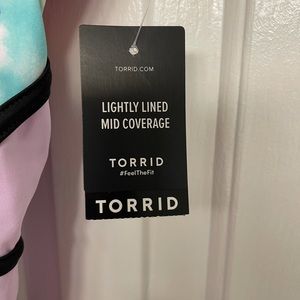 TORRID.COM
LIGHTLY LINED
MID COVERAGE
TORRID
#FeelTheFit
TORRID